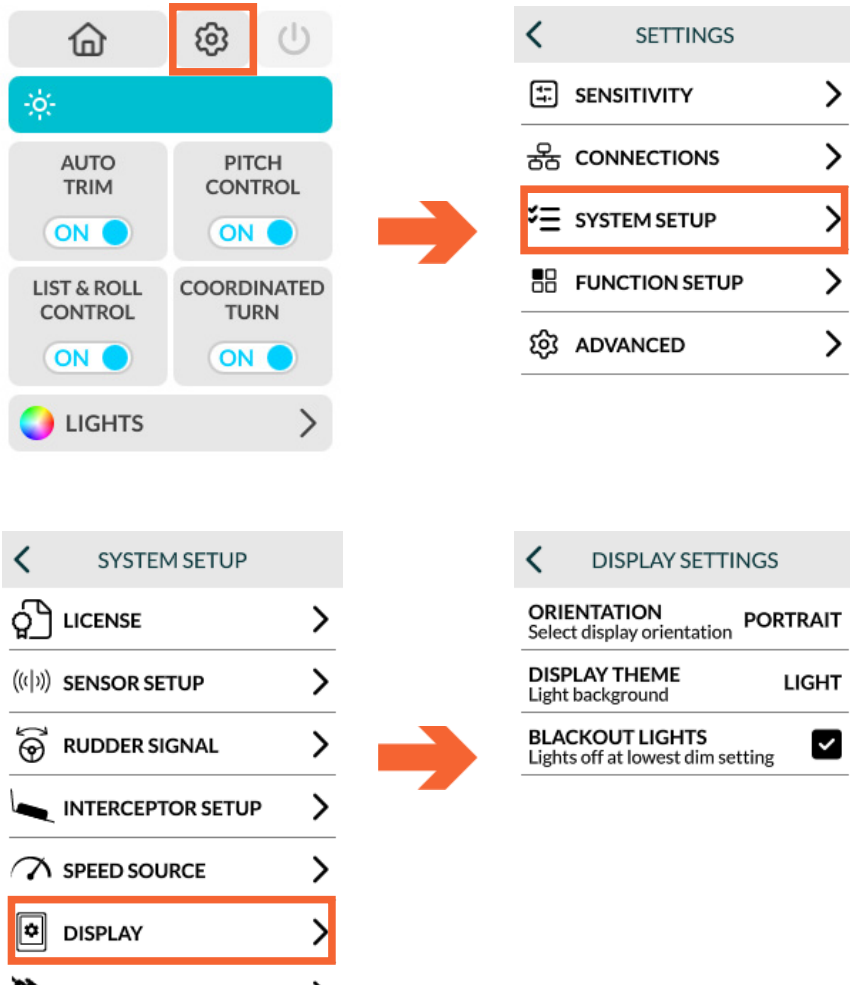 AUTO
TRIM
ON
PITCH
CONTROL
ON
LIST & ROLL
CONTROL
ON
COORDINATED
TURN
ON
LIGHTS
SETTINGS
SENSITIVITY
CONNECTIONS
SYSTEM SETUP
FUNCTION SETUP
ADVANCED
SYSTEM SETUP
LICENSE
SENSOR SETUP
RUDDER SIGNAL
INTERCEPTOR SETUP
SPEED SOURCE
DISPLAY
DISPLAY SETTINGS
ORIENTATION
Select display orientation
PORTRAIT
DISPLAY THEME
Light background
LIGHT
BLACKOUT LIGHTS
Lights off at lowest dim setting